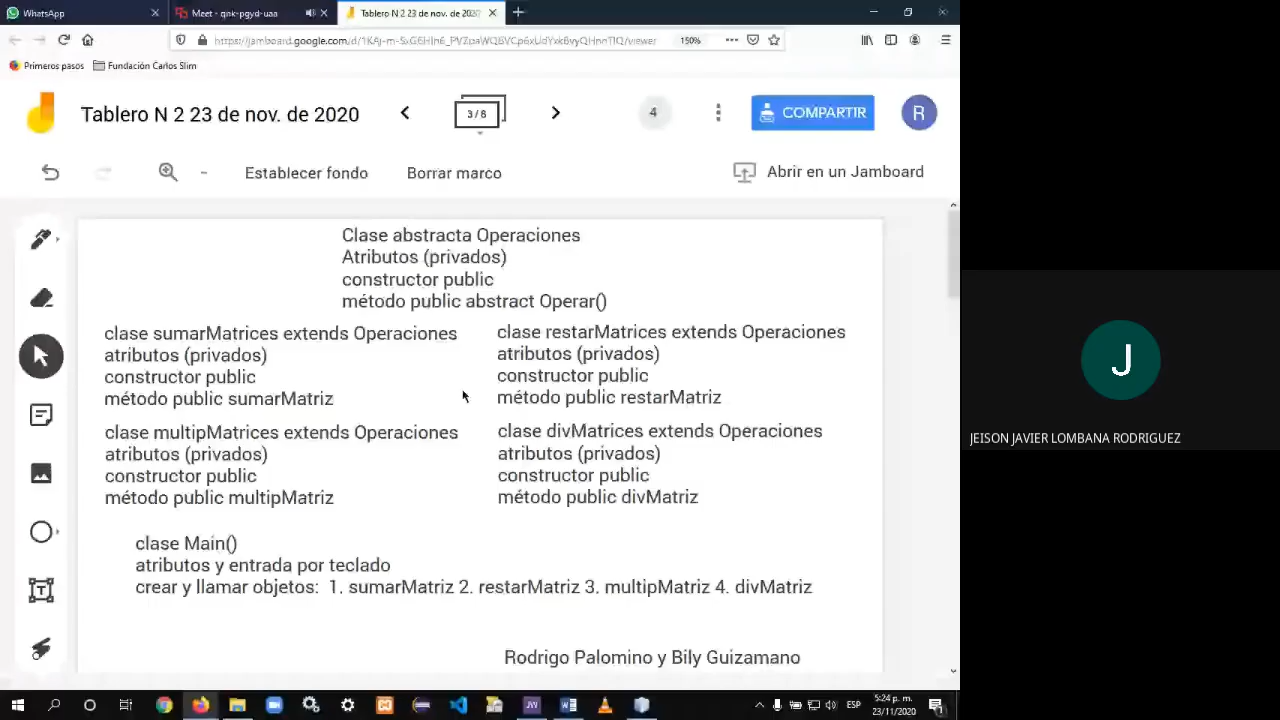 WhatsApp
Meet - qnk-pgyd-uaa
Tablero N 2 23 de nov. de 202
150%
Primeros pasos
Fundación Carlos Slim
Tablero N 2 23 de nov. de 2020
3 / 8
4
COMPARTIR
R
Establecer fondo
Borrar marco
Abrir en un Jamboard
Clase abstracta Operaciones
Atributos (privados)
constructor public
método public abstract Operar()
clase sumarMatrices extends Operaciones
atributos (privados)
constructor public
método public sumarMatriz
clase restarMatrices extends Operaciones
atributos (privados)
constructor public
método public restarMatriz
clase multipMatrices extends Operaciones
atributos (privados)
constructor public
método public multipMatriz
clase divMatrices extends Operaciones
atributos (privados)
constructor public
método public divMatriz
clase Main()
atributos y entrada por teclado
crear y llamar objetos: 1. sumarMatriz 2. restarMatriz 3. multipMatriz 4. divMatriz
Rodrigo Palomino y Bily Guizamano
J
JEISON JAVIER LOMBANA RODRIGUEZ
ESP
5:24 p. m.
23/11/2020